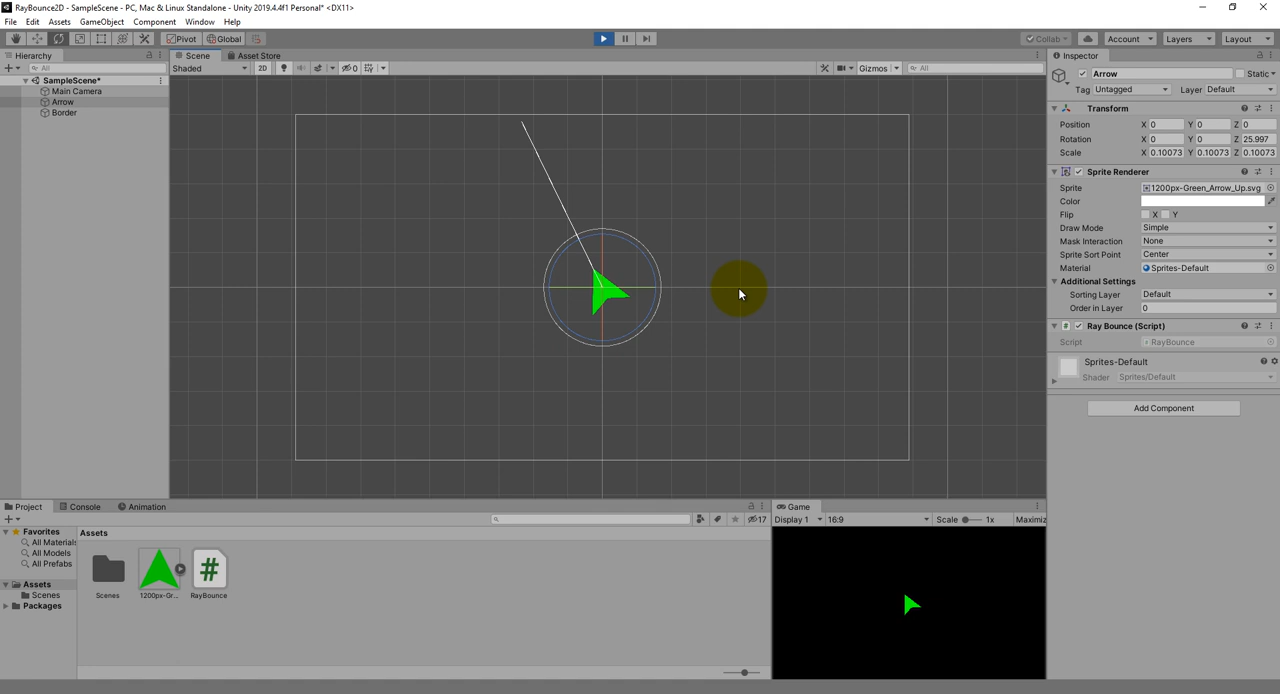 RayBounce2D - SampleScene - PC, Mac & Linux Standalone - Unity 2019.4.4f1 Personal* <DX11>
File Edit Assets GameObject Component Window Help
Pivot Global Collab Account Layers Layout
Hierarchy
All
SampleScene*
Main Camera
Arrow
Border
Scene Asset Store
Shaded 2D 0 Gizmos All
Inspector
Arrow Static
Tag Untagged Layer Default
Transform
Position X 0 Y 0 Z 0
Rotation X 0 Y 0 Z 25.997
Scale X 0.10073 Y 0.10073 Z 0.10073
Sprite Renderer
Sprite 1200px-Green_Arrow_Up.svg
Color
Flip X Y
Draw Mode Simple
Mask Interaction None
Sprite Sort Point Center
Material Sprites-Default
Additional Settings
Sorting Layer Default
Order in Layer 0
# Ray Bounce (Script)
Script RayBounce
Sprites-Default
Shader Sprites/Default
Add Component
Project Console Animation
17
Favorites
All Materials
All Models
All Prefabs
Assets
Scenes
Packages
Assets
Scenes 1200px-Gr... RayBounce
Game
Display 1 16:9 Scale 1x Maximiz